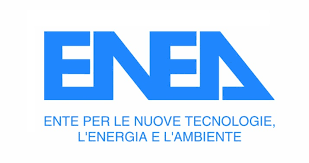 ENEA
ENTE PER LE NUOVE TECNOLOGIE,
L'ENERGIA E L'AMBIENTE